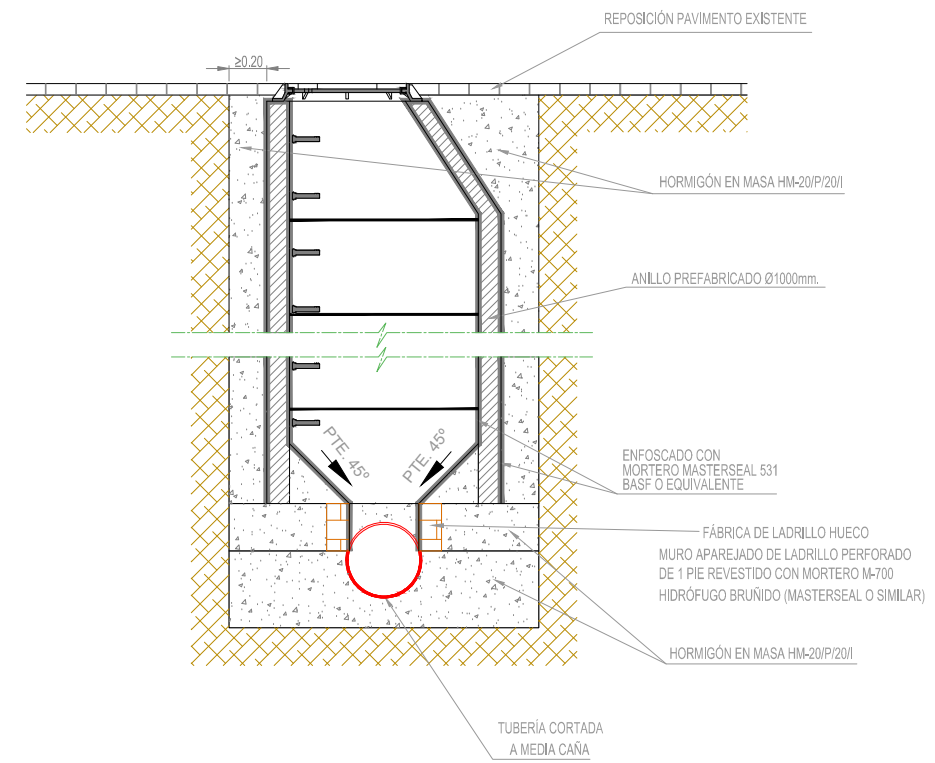 REPOSICIÓN PAVIMENTO EXISTENTE
≥0.20
HORMIGÓN EN MASA HM-20/P/20/I
ANILLO PREFABRICADO Ø1000mm.
PTE. 45º
PTE. 45º
ENFOSCADO CON
MORTERO MASTERSEAL 531
BASF O EQUIVALENTE
FÁBRICA DE LADRILLO HUECO
MURO APAREJADO DE LADRILLO PERFORADO
DE 1 PIE REVESTIDO CON MORTERO M-700
HIDRÓFUGO BRUÑIDO (MASTERSEAL O SIMILAR)
HORMIGÓN EN MASA HM-20/P/20/I
TUBERÍA CORTADA
A MEDIA CAÑA